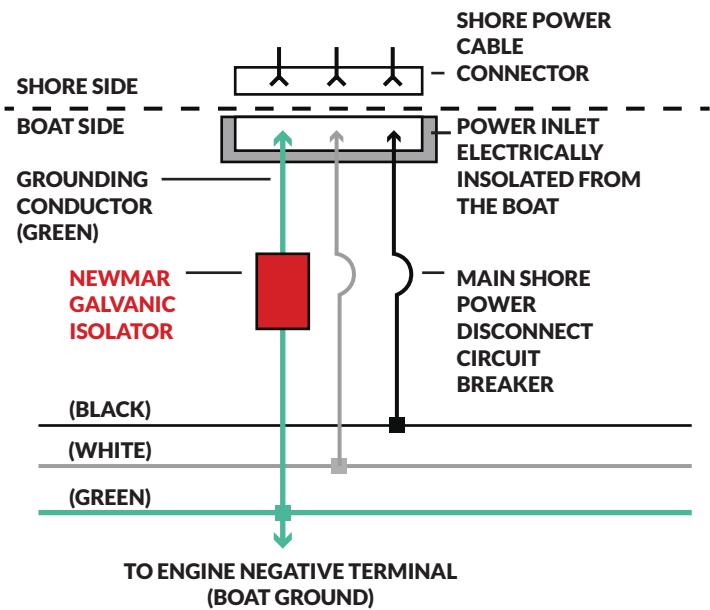 SHORE POWER
CABLE
CONNECTOR
SHORE SIDE
BOAT SIDE
POWER INLET
ELECTRICALLY
INSOLATED FROM
THE BOAT
GROUNDING
CONDUCTOR
(GREEN)
NEWMAR
GALVANIC
ISOLATOR
MAIN SHORE
POWER
DISCONNECT
CIRCUIT
BREAKER
(BLACK)
(WHITE)
(GREEN)
TO ENGINE NEGATIVE TERMINAL
(BOAT GROUND)